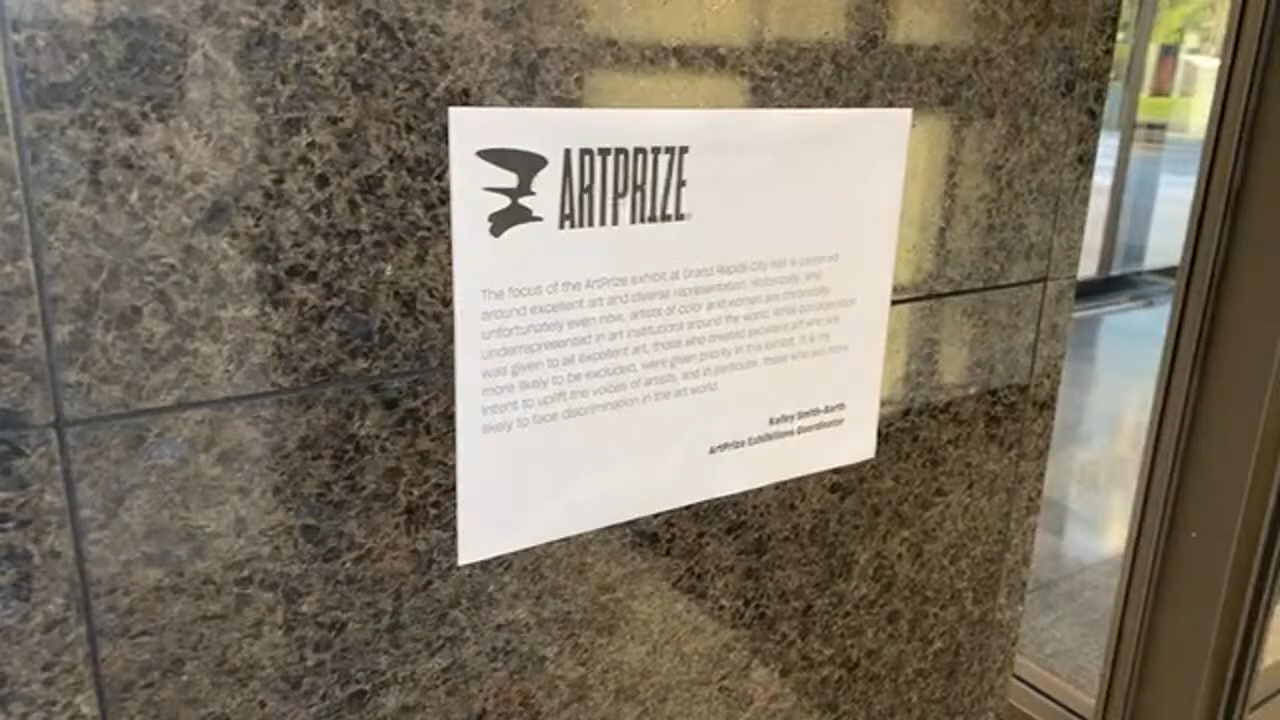 ARTPRIZE
The focus of the ArtPrize exhibit at Grand Rapids City Hall is centered
around excellent art and diverse representation. Historically, and
unfortunately even now, artists of color and women are chronically
underrepresented in art institutions around the world. While consideration
was given to all excellent art, those who created excellent art who are
more likely to be excluded, were given priority in this exhibit. It is my
intent to uplift the voices of artists, and in particular, those who are more
likely to face discrimination in the art world.
Kelley Smith-Barth
ArtPrize Exhibitions Coordinator